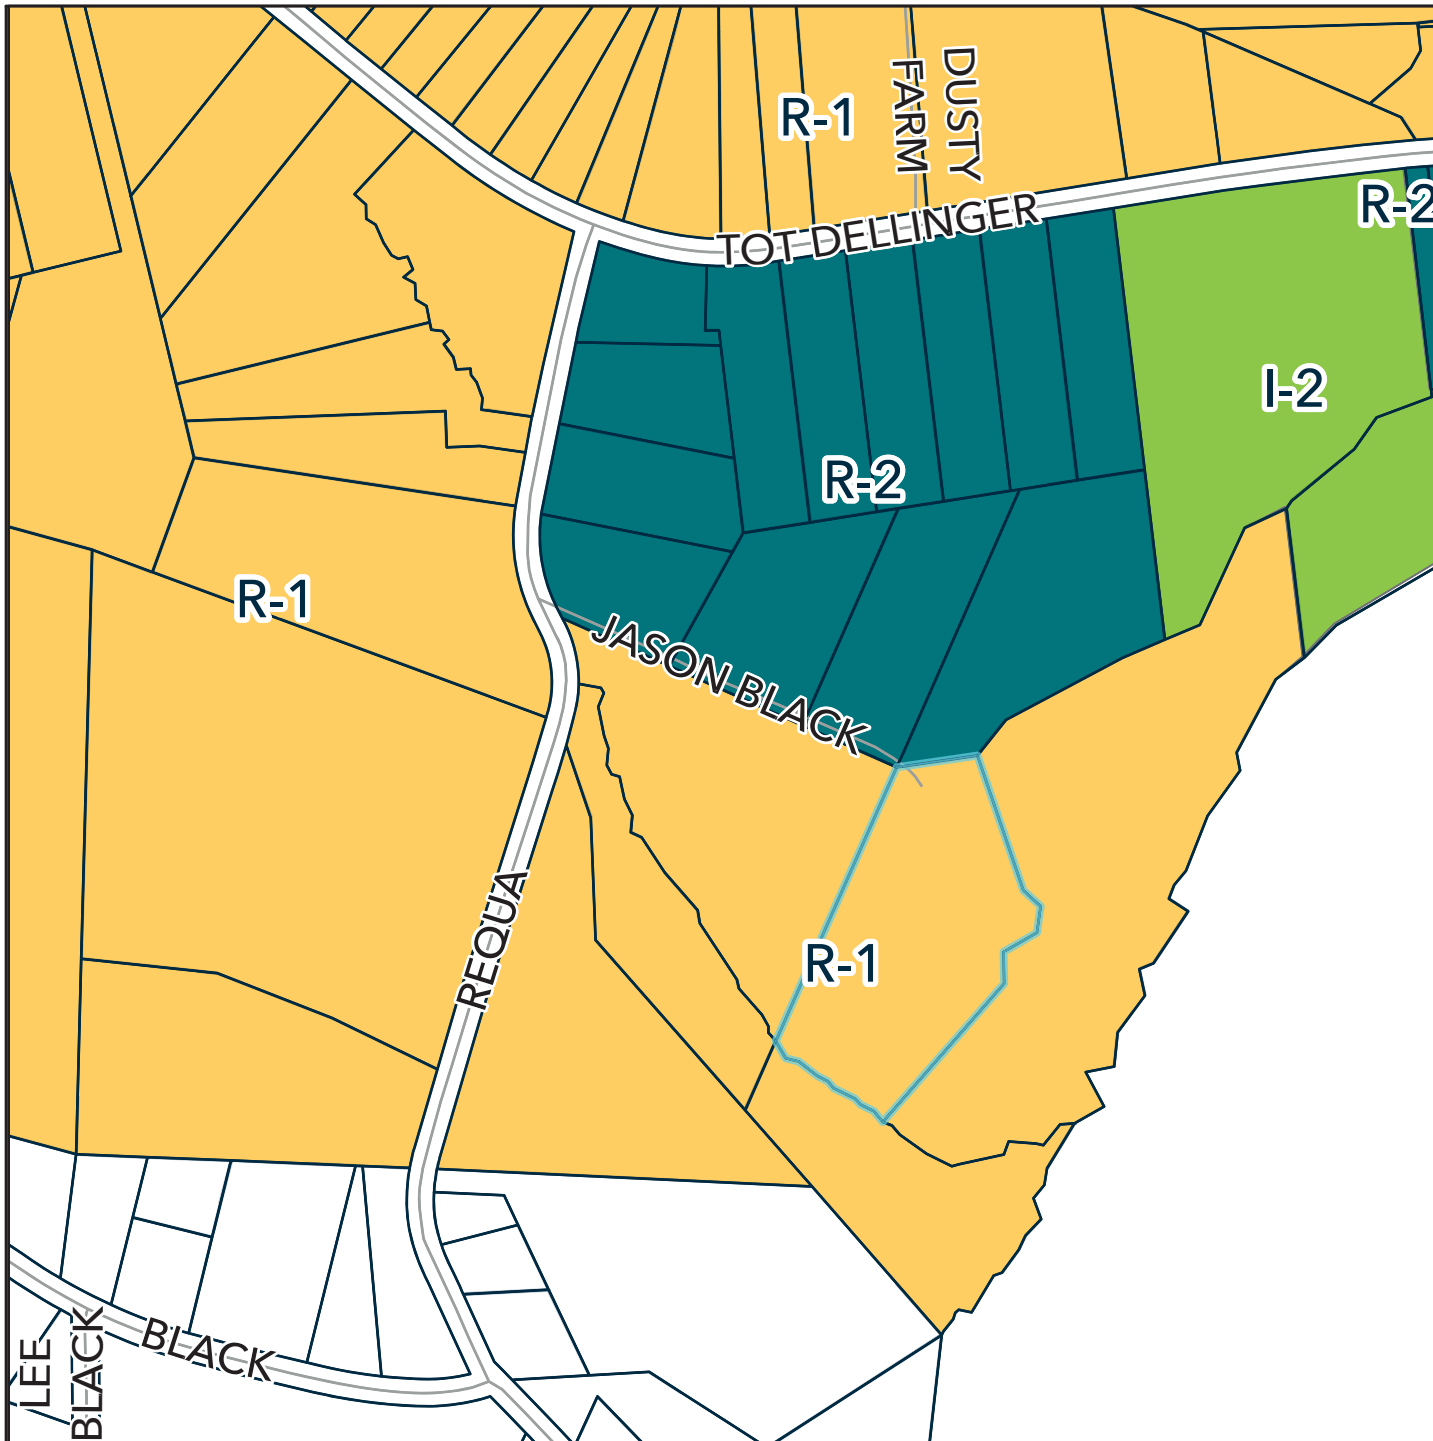 DUSTY
FARM
R-1
R-2
TOT DELLINGER
I-2
R-2
R-1
JASON BLACK
REQUA
R-1
BLACK
LEE
BLACK